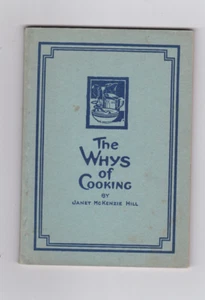 The
WHYS
of
COOKING
BY
JANET MCKENZIE HILL